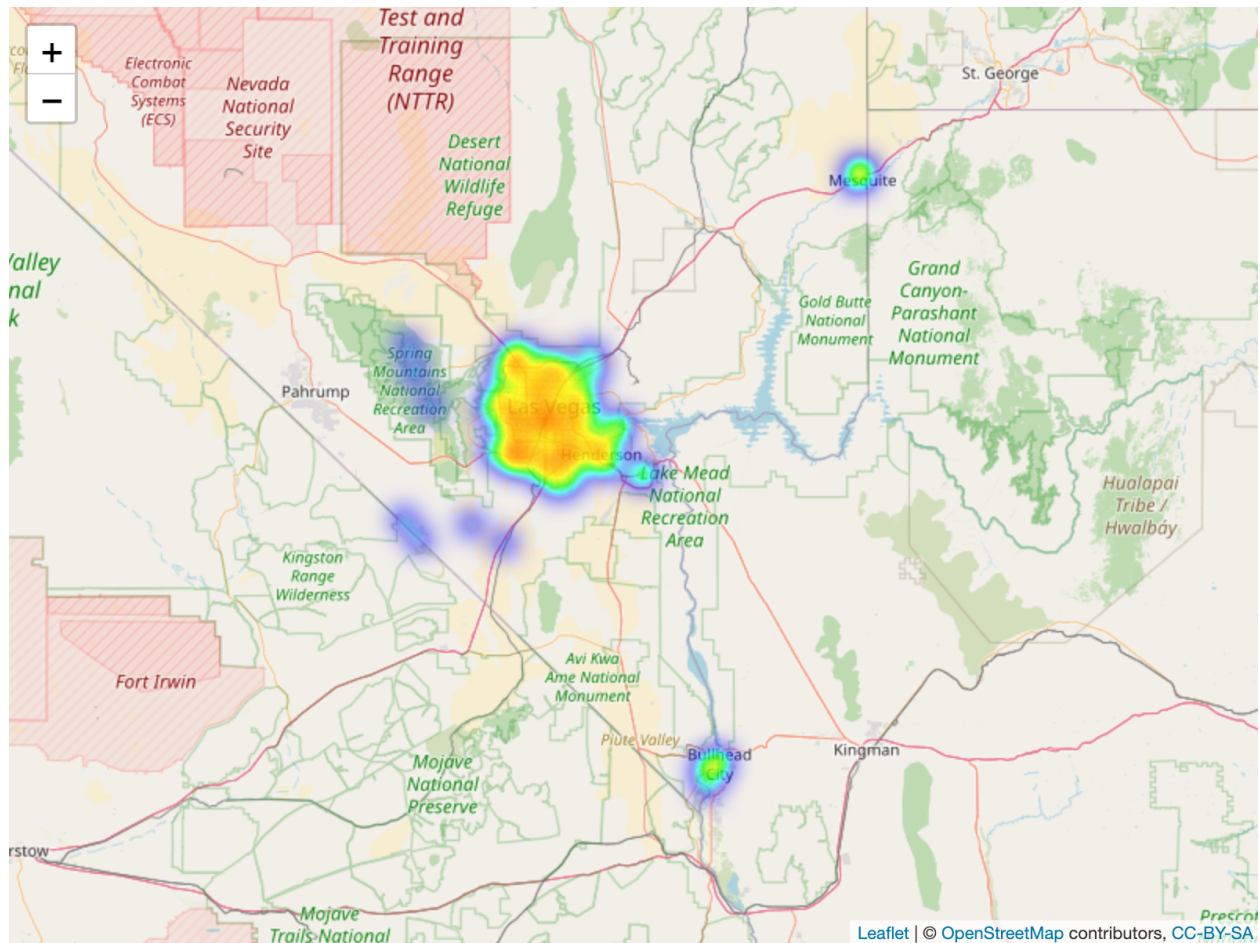 +
−
Test and
Training
Range
(NTTR)
Electronic
Combat
Systems
(ECS)
Nevada
National
Security
Site
Desert
National
Wildlife
Refuge
St. George
Mesquite
Grand
Canyon-
Parashant
National
Monument
Gold Butte
National
Monument
Spring
Mountains
National
Recreation
Area
Pahrump
Las Vegas
Henderson
Lake Mead
National
Recreation
Area
Hualapai
Tribe /
Hwalbáy
Kingston
Range
Wilderness
Fort Irwin
Avi Kwa
Ame National
Monument
Piute Valley
Bullhead
City
Kingman
Mojave
National
Preserve
rstow
Mojave
Trails National
Prescot
Leaflet | © OpenStreetMap contributors, CC-BY-SA